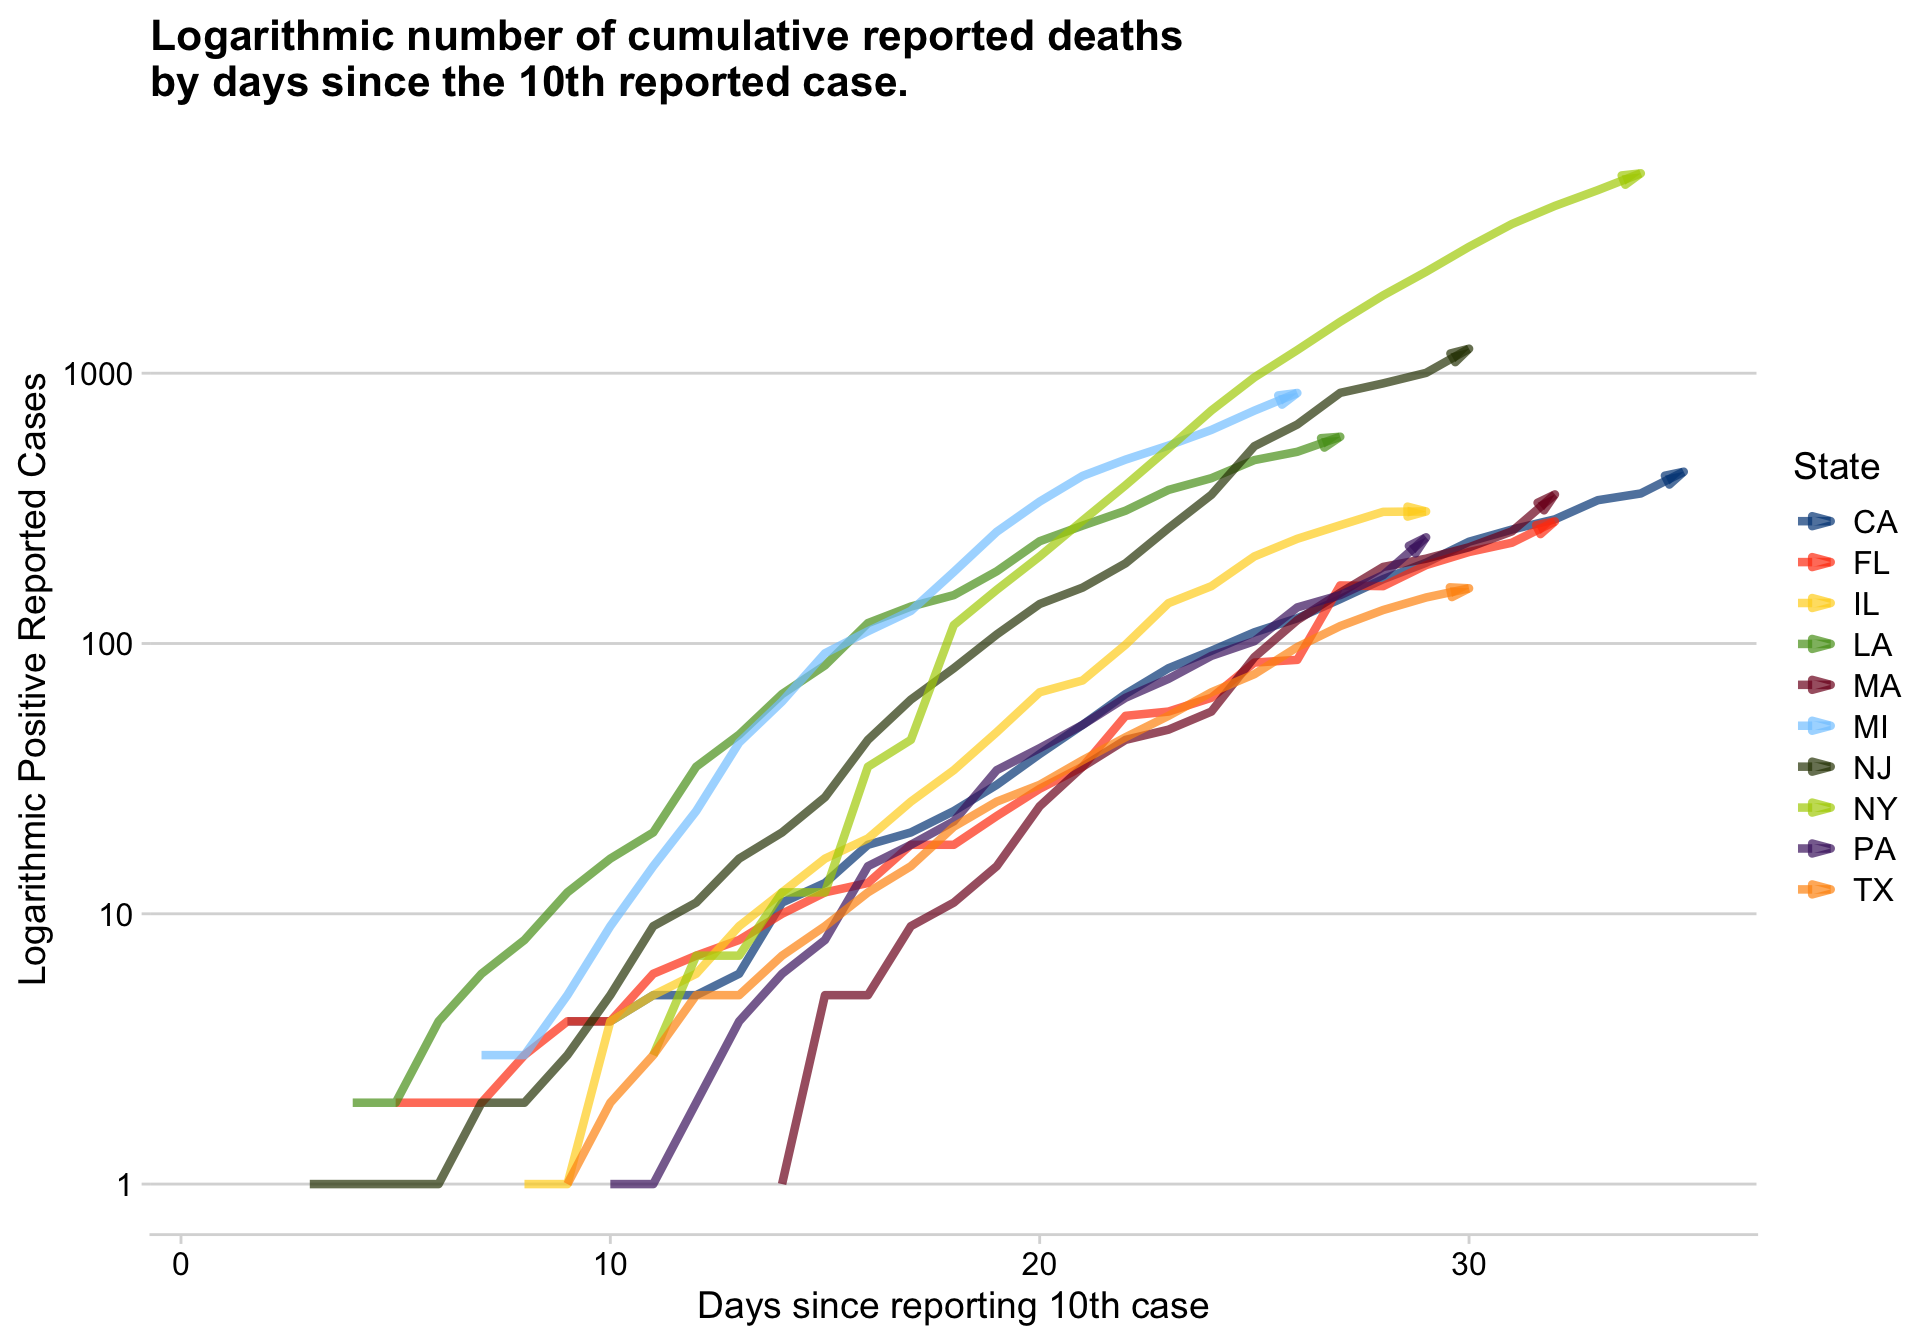 Logarithmic number of cumulative reported deaths
by days since the 10th reported case.
Logarithmic Positive Reported Cases
1000
100
10
1
0
10
20
30
Days since reporting 10th case
State
CA
FL
IL
LA
MA
MI
NJ
NY
PA
TX